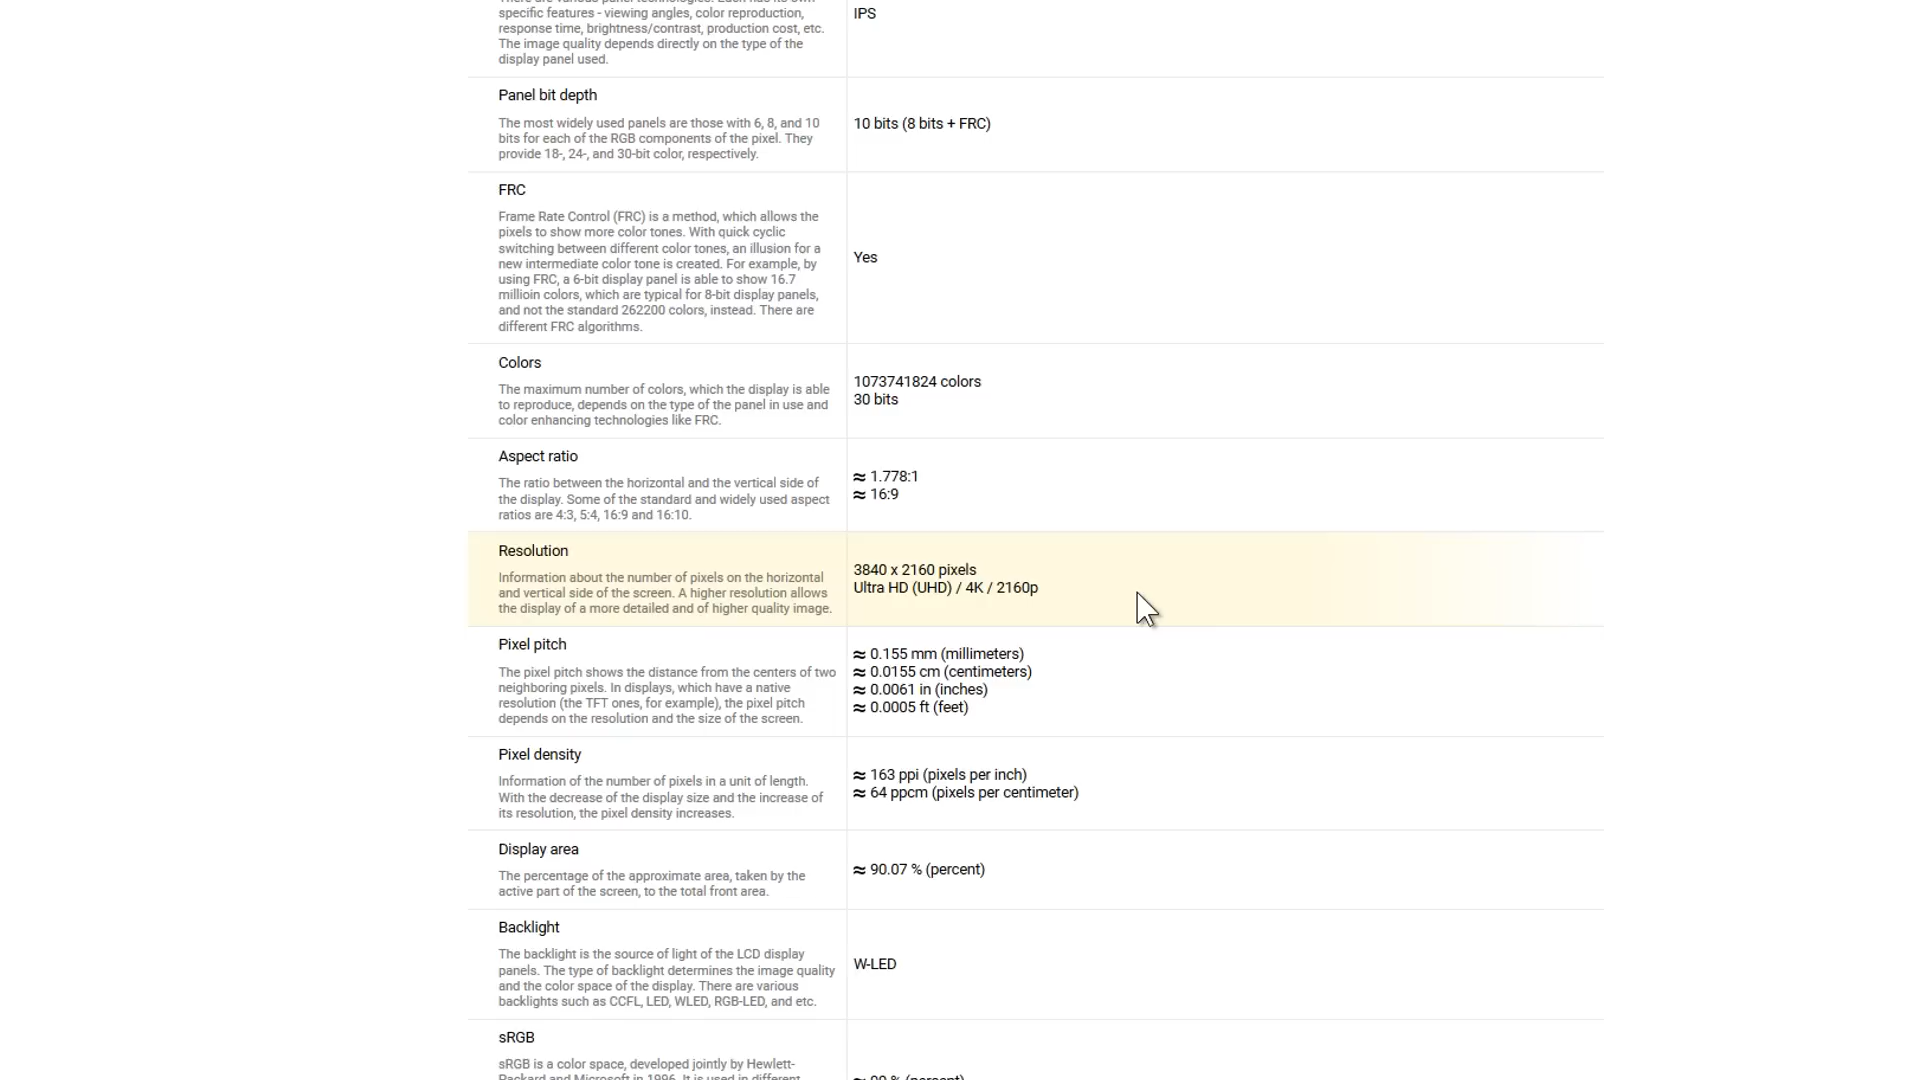 specific features - viewing angles, color reproduction,
response time, brightness/contrast, production cost, etc.
The image quality depends directly on the type of the
display panel used.
IPS
Panel bit depth
The most widely used panels are those with 6, 8, and 10
bits for each of the RGB components of the pixel. They
provide 18-, 24-, and 30-bit color, respectively.
10 bits (8 bits + FRC)
FRC
Frame Rate Control (FRC) is a method, which allows the
pixels to show more color tones. With quick cyclic
switching between different color tones, an illusion for a
new intermediate color tone is created. For example, by
using FRC, a 6-bit display panel is able to show 16.7
millioin colors, which are typical for 8-bit display panels,
and not the standard 262200 colors, instead. There are
different FRC algorithms.
Yes
Colors
The maximum number of colors, which the display is able
to reproduce, depends on the type of the panel in use and
color enhancing technologies like FRC.
1073741824 colors
30 bits
Aspect ratio
The ratio between the horizontal and the vertical side of
the display. Some of the standard and widely used aspect
ratios are 4:3, 5:4, 16:9 and 16:10.
≈ 1.778:1
≈ 16:9
Resolution
Information about the number of pixels on the horizontal
and vertical side of the screen. A higher resolution allows
the display of a more detailed and of higher quality image.
3840 x 2160 pixels
Ultra HD (UHD) / 4K / 2160p
Pixel pitch
The pixel pitch shows the distance from the centers of two
neighboring pixels. In displays, which have a native
resolution (the TFT ones, for example), the pixel pitch
depends on the resolution and the size of the screen.
≈ 0.155 mm (millimeters)
≈ 0.0155 cm (centimeters)
≈ 0.0061 in (inches)
≈ 0.0005 ft (feet)
Pixel density
Information of the number of pixels in a unit of length.
With the decrease of the display size and the increase of
its resolution, the pixel density increases.
≈ 163 ppi (pixels per inch)
≈ 64 ppcm (pixels per centimeter)
Display area
The percentage of the approximate area, taken by the
active part of the screen, to the total front area.
≈ 90.07 % (percent)
Backlight
The backlight is the source of light of the LCD display
panels. The type of backlight determines the image quality
and the color space of the display. There are various
backlights such as CCFL, LED, WLED, RGB-LED, and etc.
W-LED
sRGB
sRGB is a color space, developed jointly by Hewlett-
Packard and Microsoft in 1996. It is used in different